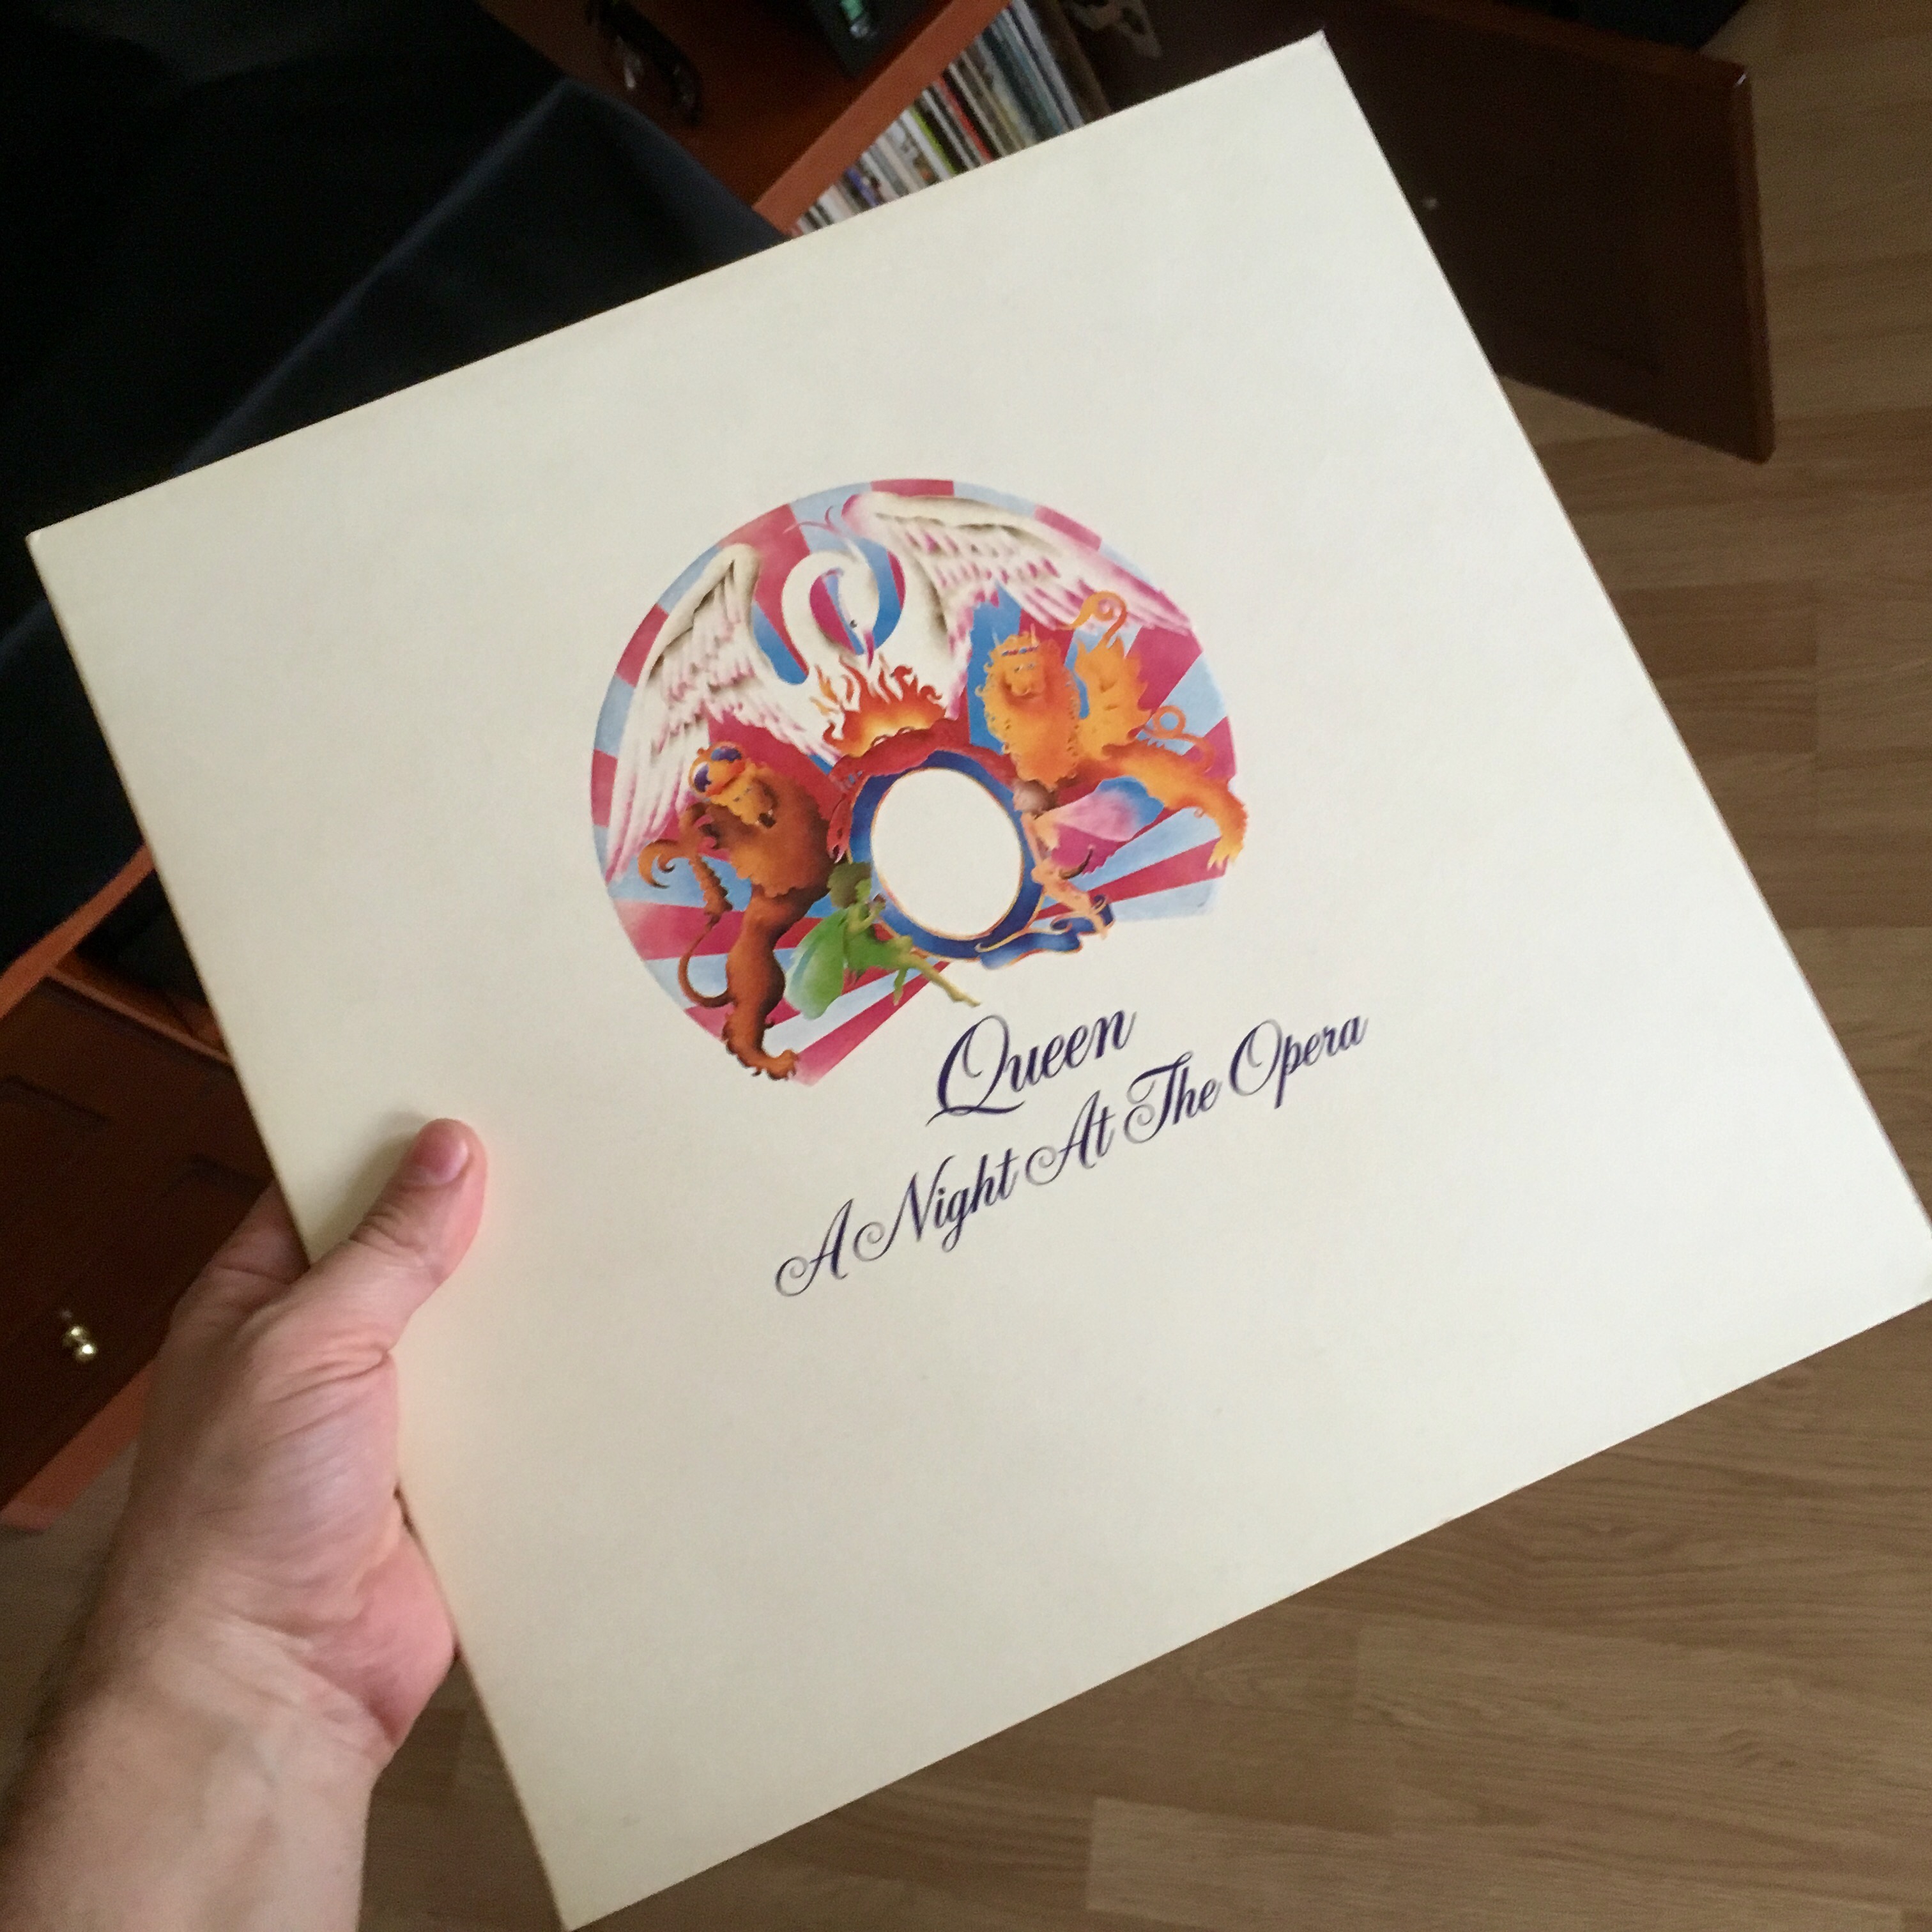 Queen
A Night At The Opera